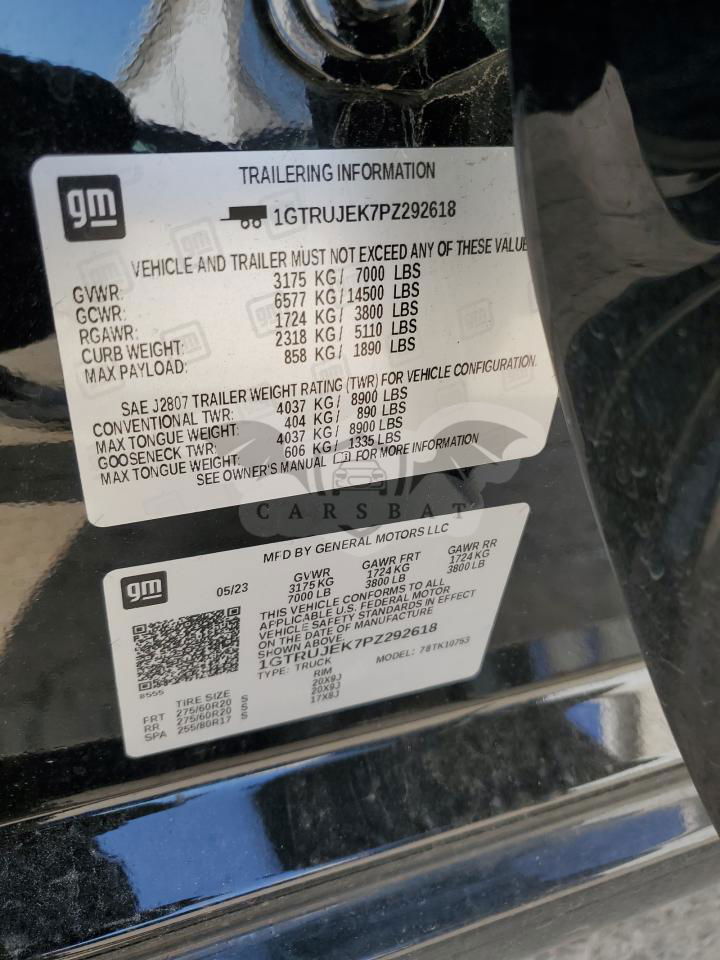 gm
TRAILERING INFORMATION
1GTRUJEK7PZ292618
VEHICLE AND TRAILER MUST NOT EXCEED ANY OF THESE VALUE
GVWR: 3175 KG/ 7000 LBS
GCWR: 6577 KG/14500 LBS
RGAWR: 1724 KG/ 3800 LBS
CURB WEIGHT: 2318 KG/ 5110 LBS
MAX PAYLOAD: 858 KG/ 1890 LBS
SAE J2807 TRAILER WEIGHT RATING (TWR) FOR VEHICLE CONFIGURATION.
CONVENTIONAL TWR: 4037 KG/ 8900 LBS
MAX TONGUE WEIGHT: 404 KG/ 890 LBS
GOOSENECK TWR: 4037 KG/ 8900 LBS
MAX TONGUE WEIGHT: 606 KG/ 1335 LBS
SEE OWNER'S MANUAL FOR MORE INFORMATION
CARSBAT
gm
MFD BY GENERAL MOTORS LLC
05/23 GVWR GAWR FRT GAWR RR
3175 KG 1724 KG 1724 KG
7000 LB 3800 LB 3800 LB
THIS VEHICLE CONFORMS TO ALL
APPLICABLE U.S. FEDERAL MOTOR
VEHICLE SAFETY STANDARDS IN EFFECT
ON THE DATE OF MANUFACTURE
SHOWN ABOVE.
1GTRUJEK7PZ292618
TYPE: TRUCK MODEL: 78TK10753
8555
TIRE SIZE RIM
FRT 275/60R20 S 20X9J
RR 275/60R20 S 20X9J
SPA 255/80R17 S 17X8J